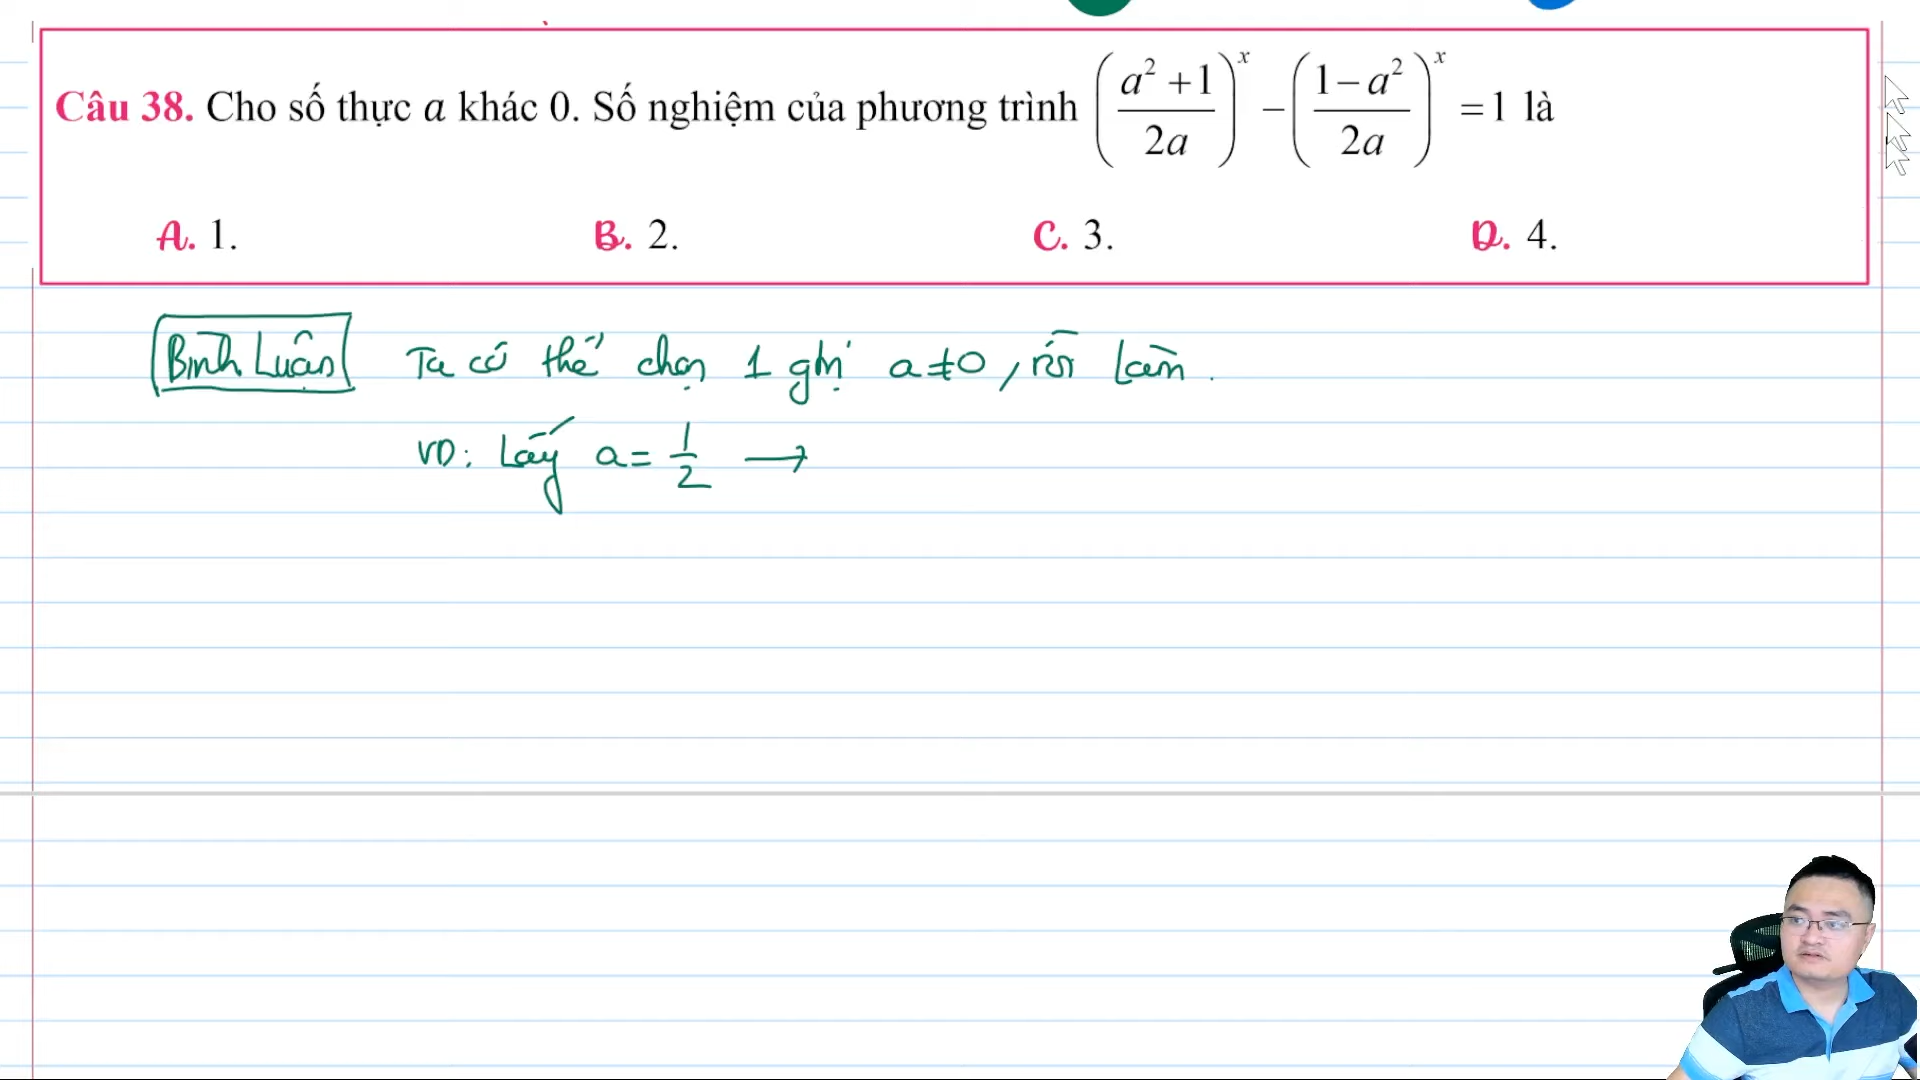 Câu 38. Cho số thực a khác 0. Số nghiệm của phương trình ((a² + 1)/(2a))ˣ − ((1 − a²)/(2a))ˣ = 1 là
A. 1. B. 2. C. 3. D. 4.
Bình Luận Ta có thể chọn 1 gtrị a ≠ 0, rồi làm.
VD: Lấy a = 1/2 →